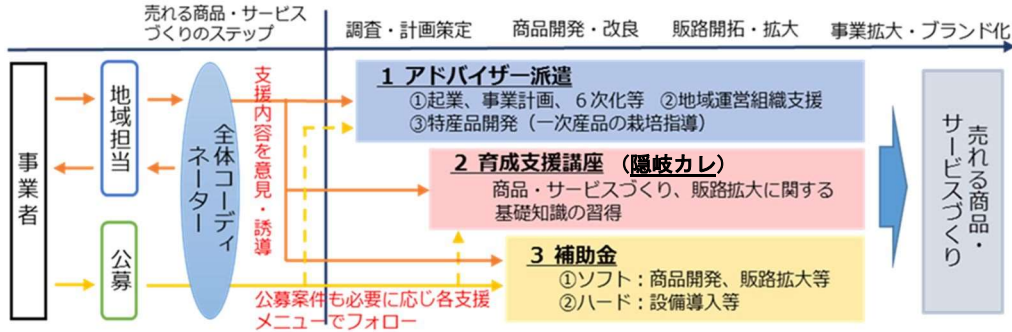 売れる商品・サービス
づくりのステップ
調査・計画策定
商品開発・改良
販路開拓・拡大
事業拡大・ブランド化
事業者
地域担当
公募
全体コーディ
ネーター
支援内容を意見・誘導
1 アドバイザー派遣
①起業、事業計画、6次化等 ②地域運営組織支援
③特産品開発（一次産品の栽培指導）
2 育成支援講座 （隠岐カレ）
商品・サービスづくり、販路拡大に関する
基礎知識の習得
3 補助金
①ソフト：商品開発、販路拡大等
②ハード：設備導入等
公募案件も必要に応じ各支援
メニューでフォロー
売れる商品・
サービスづくり